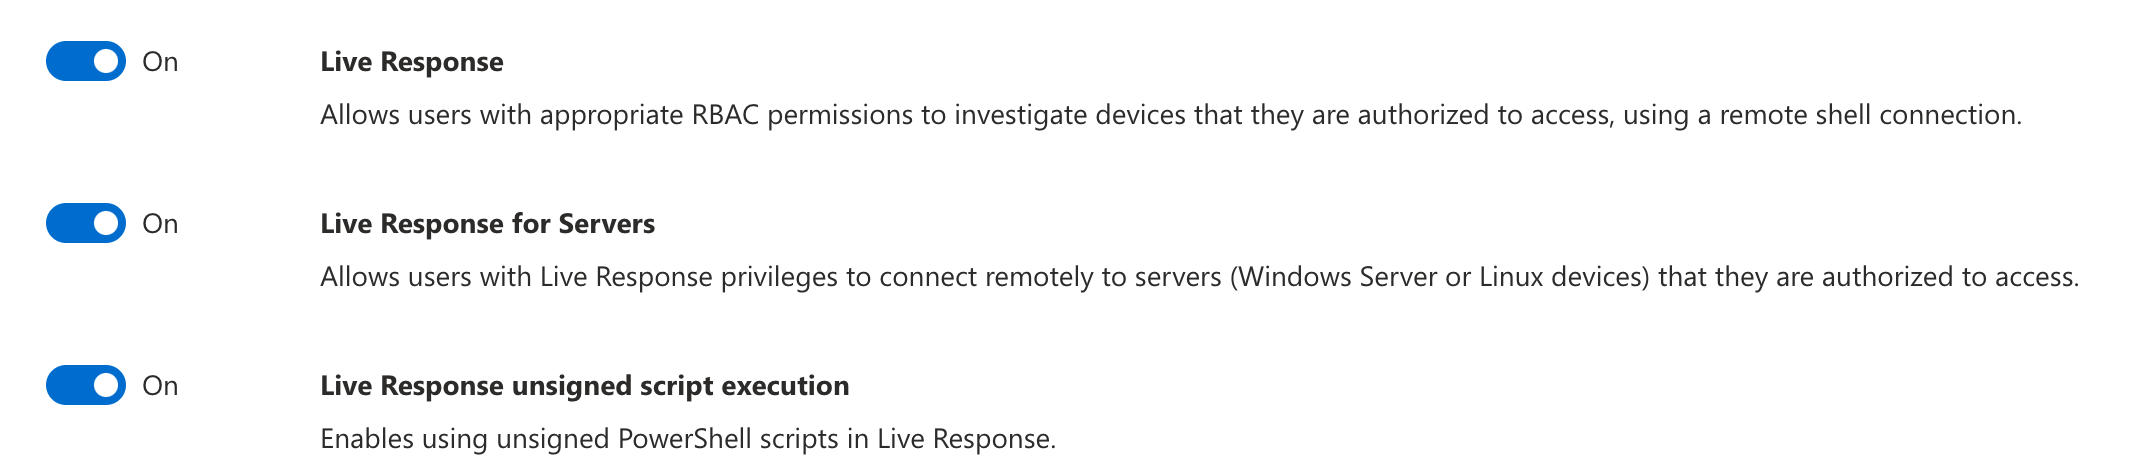 On Live Response
Allows users with appropriate RBAC permissions to investigate devices that they are authorized to access, using a remote shell connection.
On Live Response for Servers
Allows users with Live Response privileges to connect remotely to servers (Windows Server or Linux devices) that they are authorized to access.
On Live Response unsigned script execution
Enables using unsigned PowerShell scripts in Live Response.